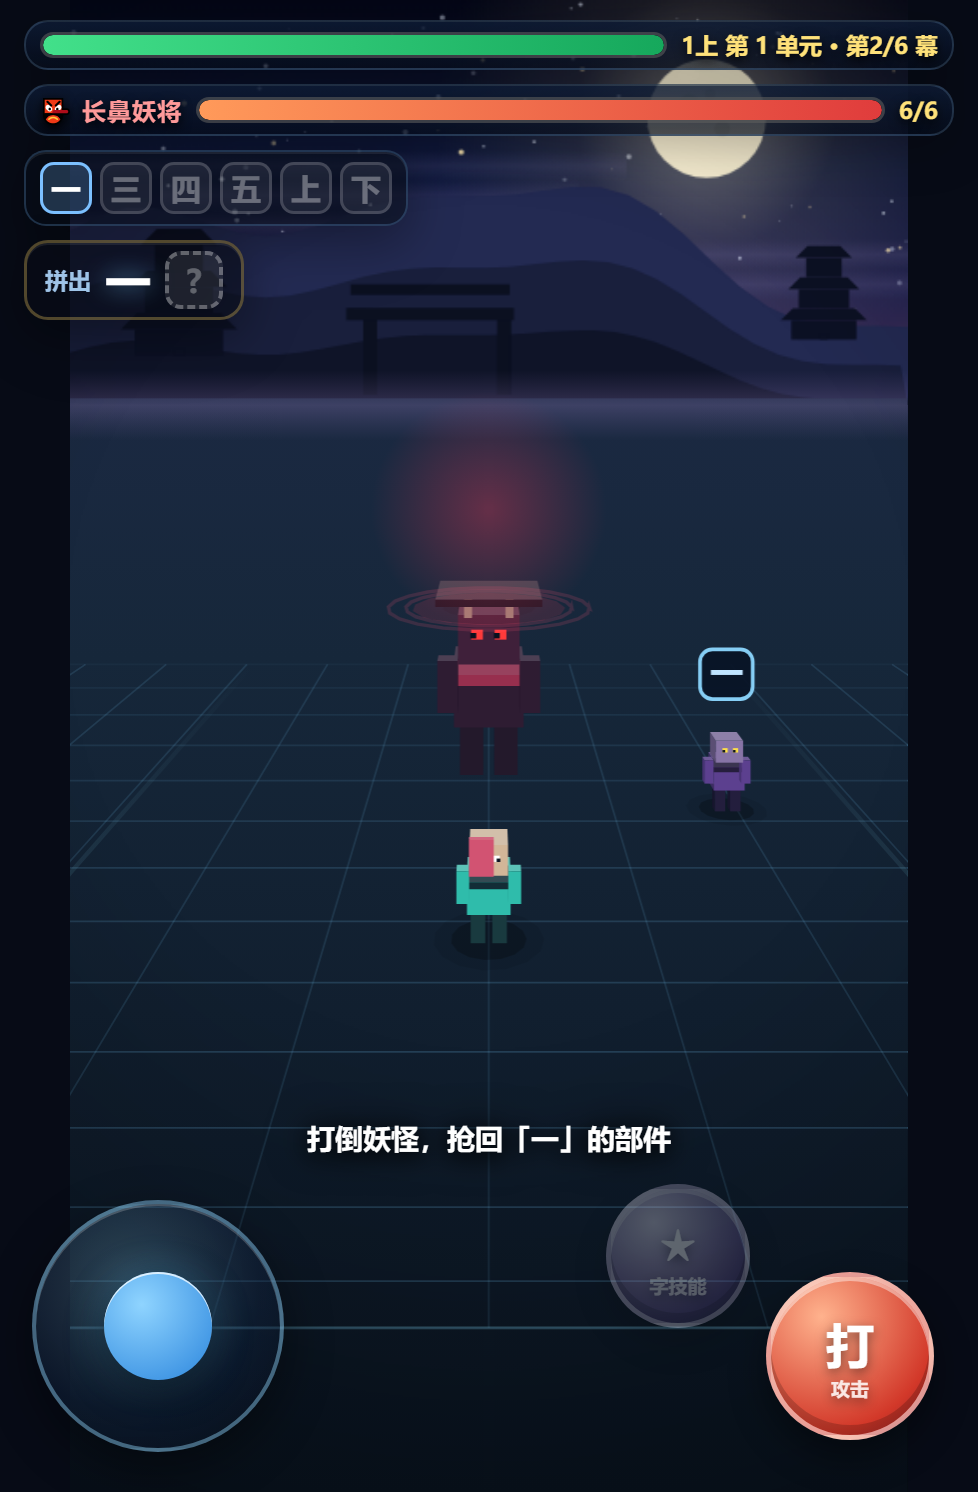 1上 第 1 单元 • 第2/6 幕
长鼻妖将 6/6
一 三 四 五 上 下
拼出 一 ?
一
打倒妖怪，抢回「一」的部件
字技能
打
攻击